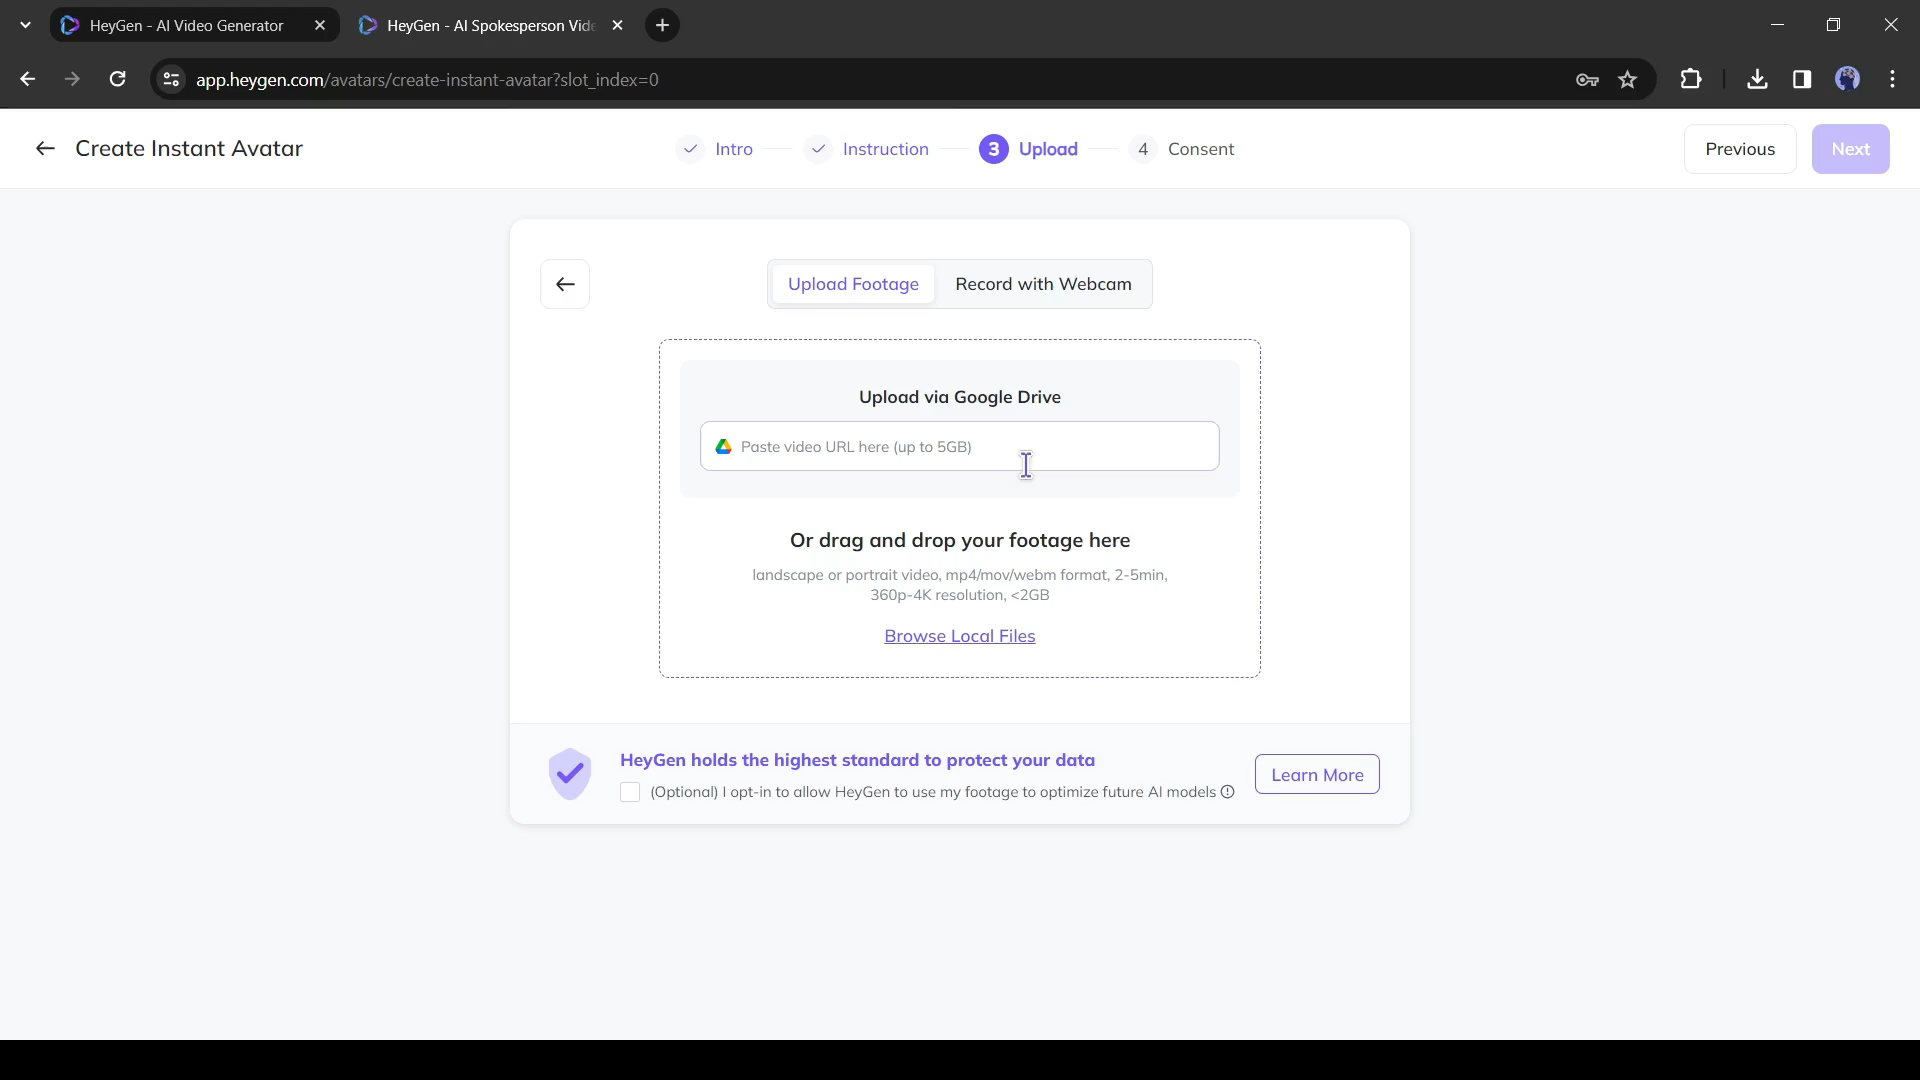 HeyGen - AI Video Generator
HeyGen - AI Spokesperson Vide
app.heygen.com/avatars/create-instant-avatar?slot_index=0
Create Instant Avatar
Intro
Instruction
3 Upload
4 Consent
Previous
Next
Upload Footage
Record with Webcam
Upload via Google Drive
Paste video URL here (up to 5GB)
Or drag and drop your footage here
landscape or portrait video, mp4/mov/webm format, 2-5min,
360p-4K resolution, <2GB
Browse Local Files
HeyGen holds the highest standard to protect your data
(Optional) I opt-in to allow HeyGen to use my footage to optimize future AI models
Learn More